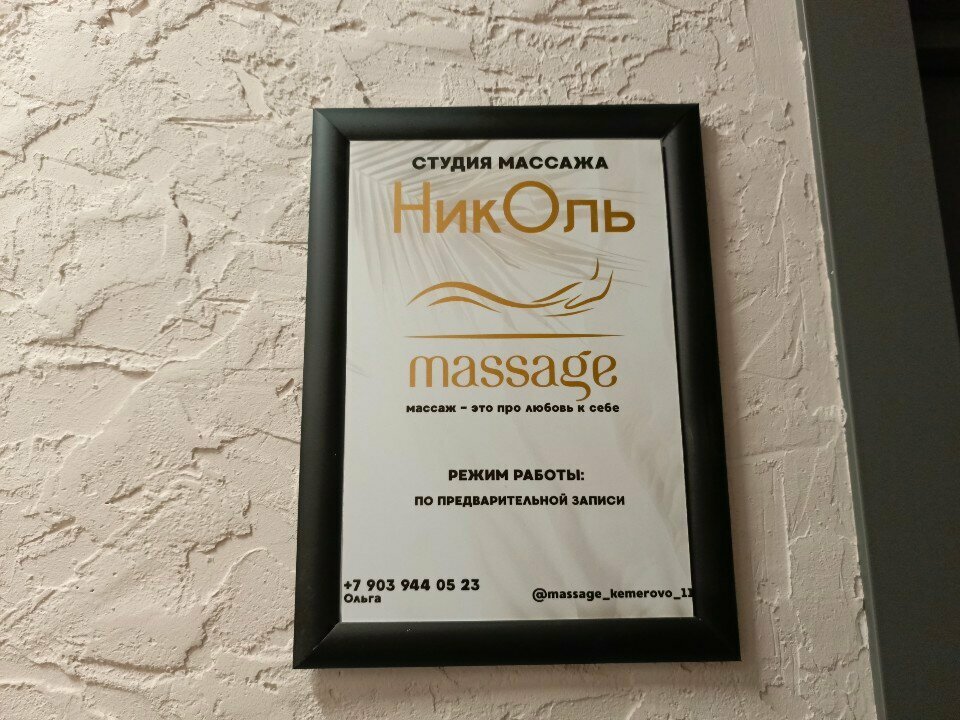 СТУДИЯ МАССАЖА
НикОль
massage
массаж - это про любовь к себе
РЕЖИМ РАБОТЫ:
ПО ПРЕДВАРИТЕЛЬНОЙ ЗАПИСИ
+7 903 944 05 23
Ольга